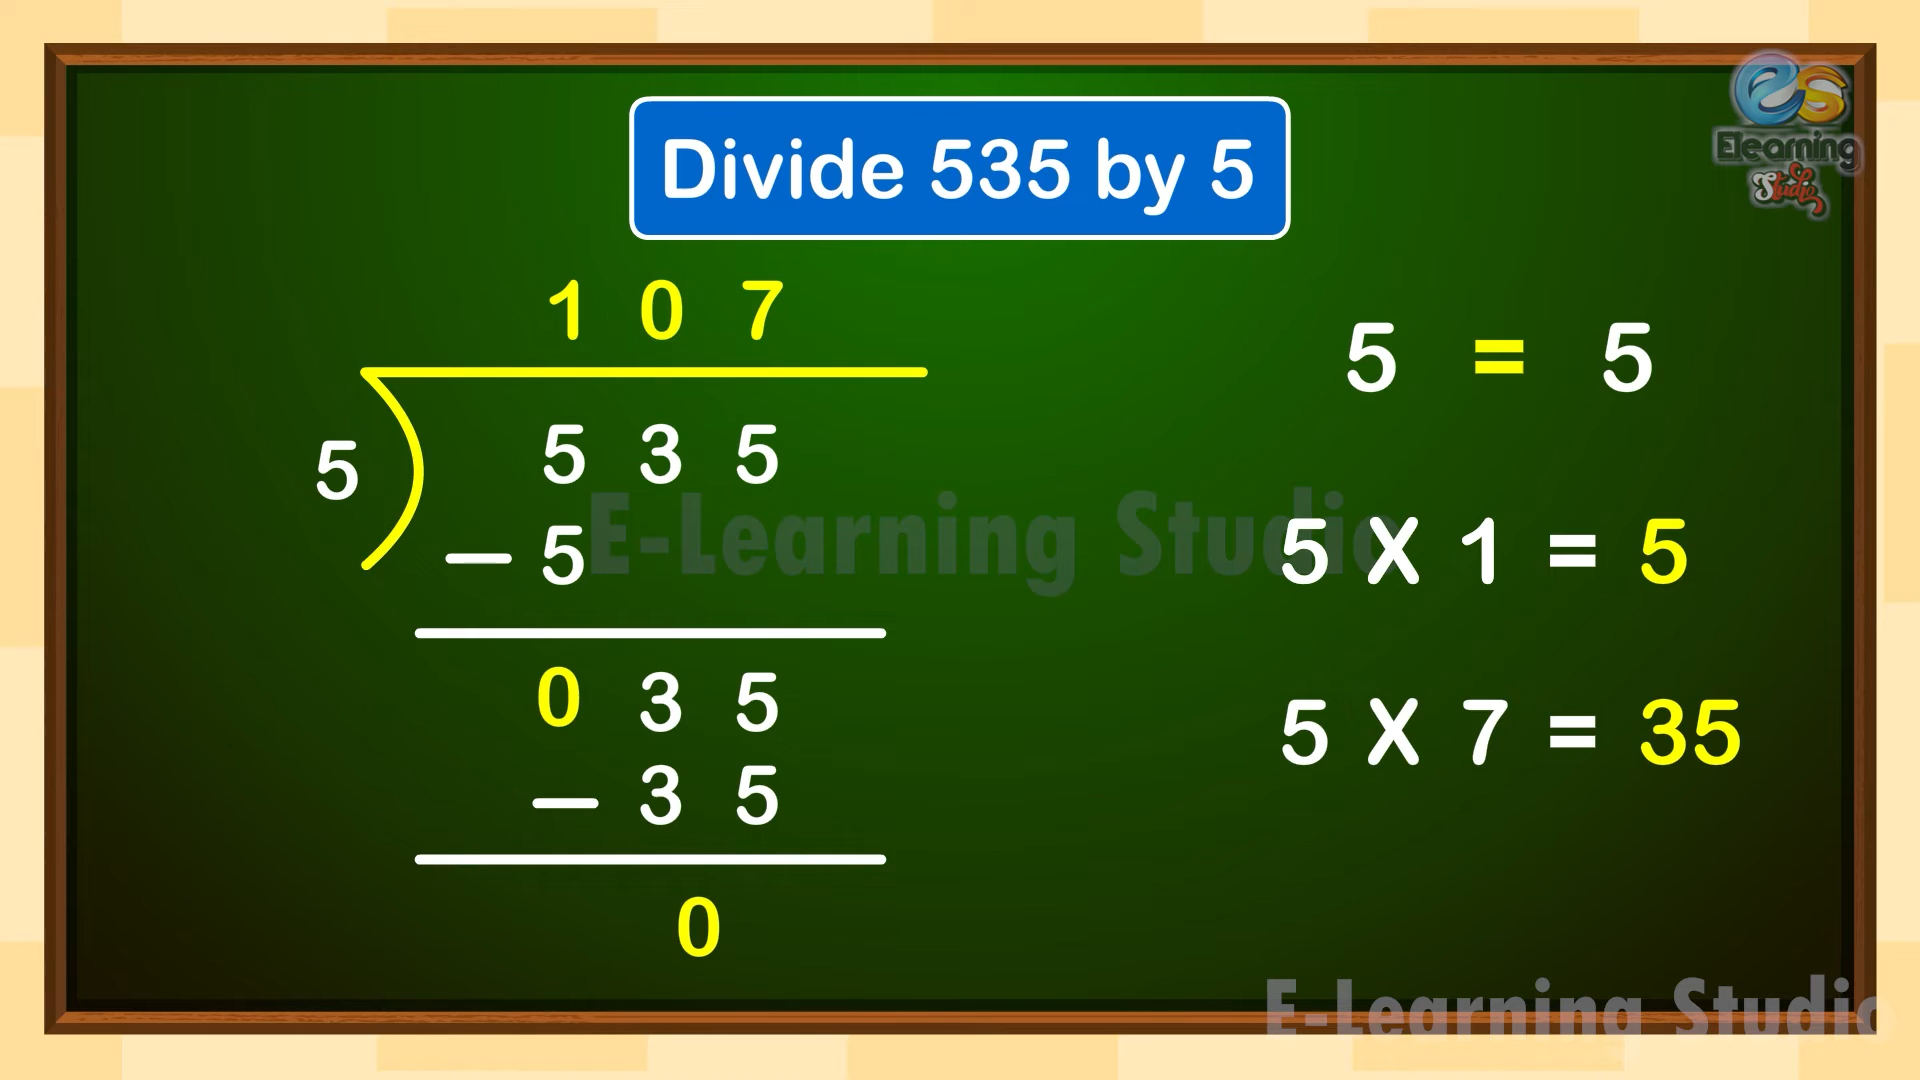 Elearning
Studio
Divide 535 by 5
1 0 7
5 5 3 5
– 5
0 3 5
– 3 5
0
5 = 5
5 X 1 = 5
5 X 7 = 35
E-Learning Studio
E-Learning Studio